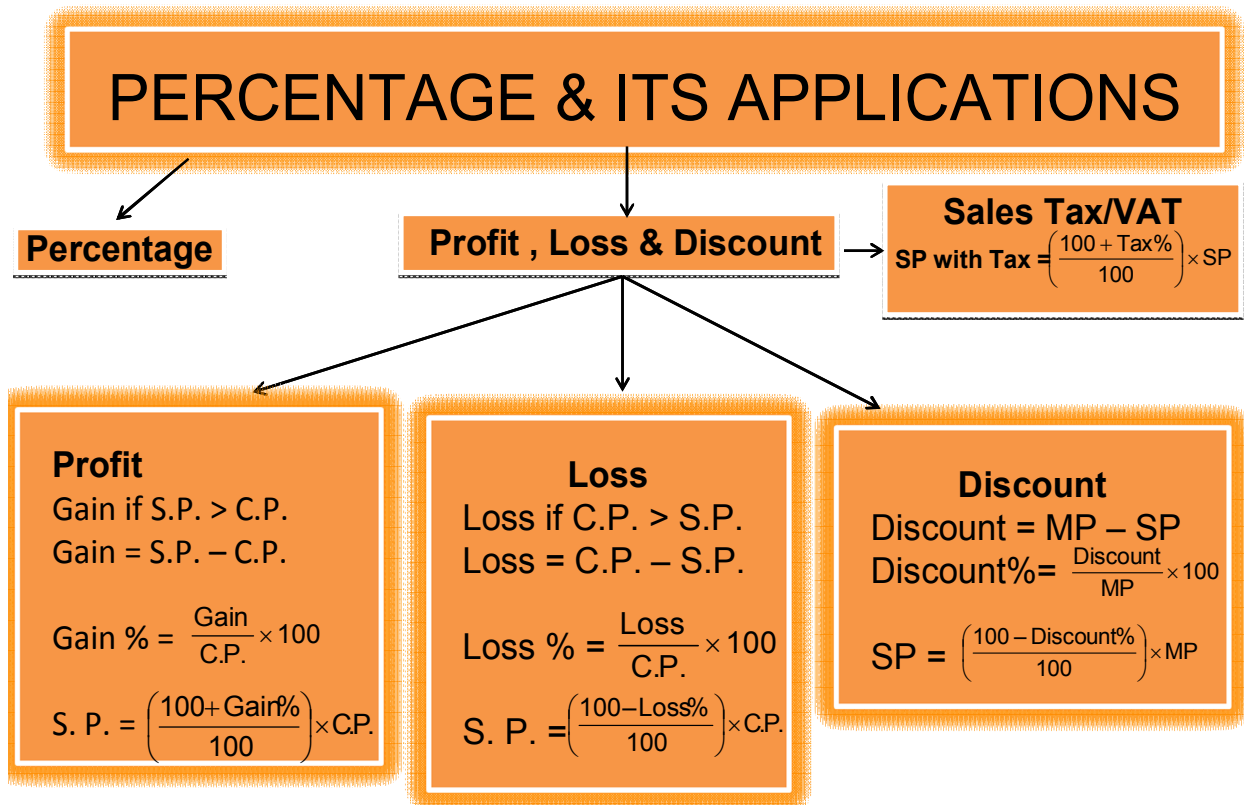 PERCENTAGE & ITS APPLICATIONS
Percentage
Profit , Loss & Discount
Sales Tax/VAT
SP with Tax = (100 + Tax% / 100) × SP
Profit
Gain if S.P. > C.P.
Gain = S.P. – C.P.
Gain % = Gain / C.P. × 100
S. P. = (100+Gain% / 100) × C.P.
Loss
Loss if C.P. > S.P.
Loss = C.P. – S.P.
Loss % = Loss / C.P. × 100
S. P. = (100–Loss% / 100) × C.P.
Discount
Discount = MP – SP
Discount%= Discount / MP × 100
SP = (100 – Discount% / 100) × MP